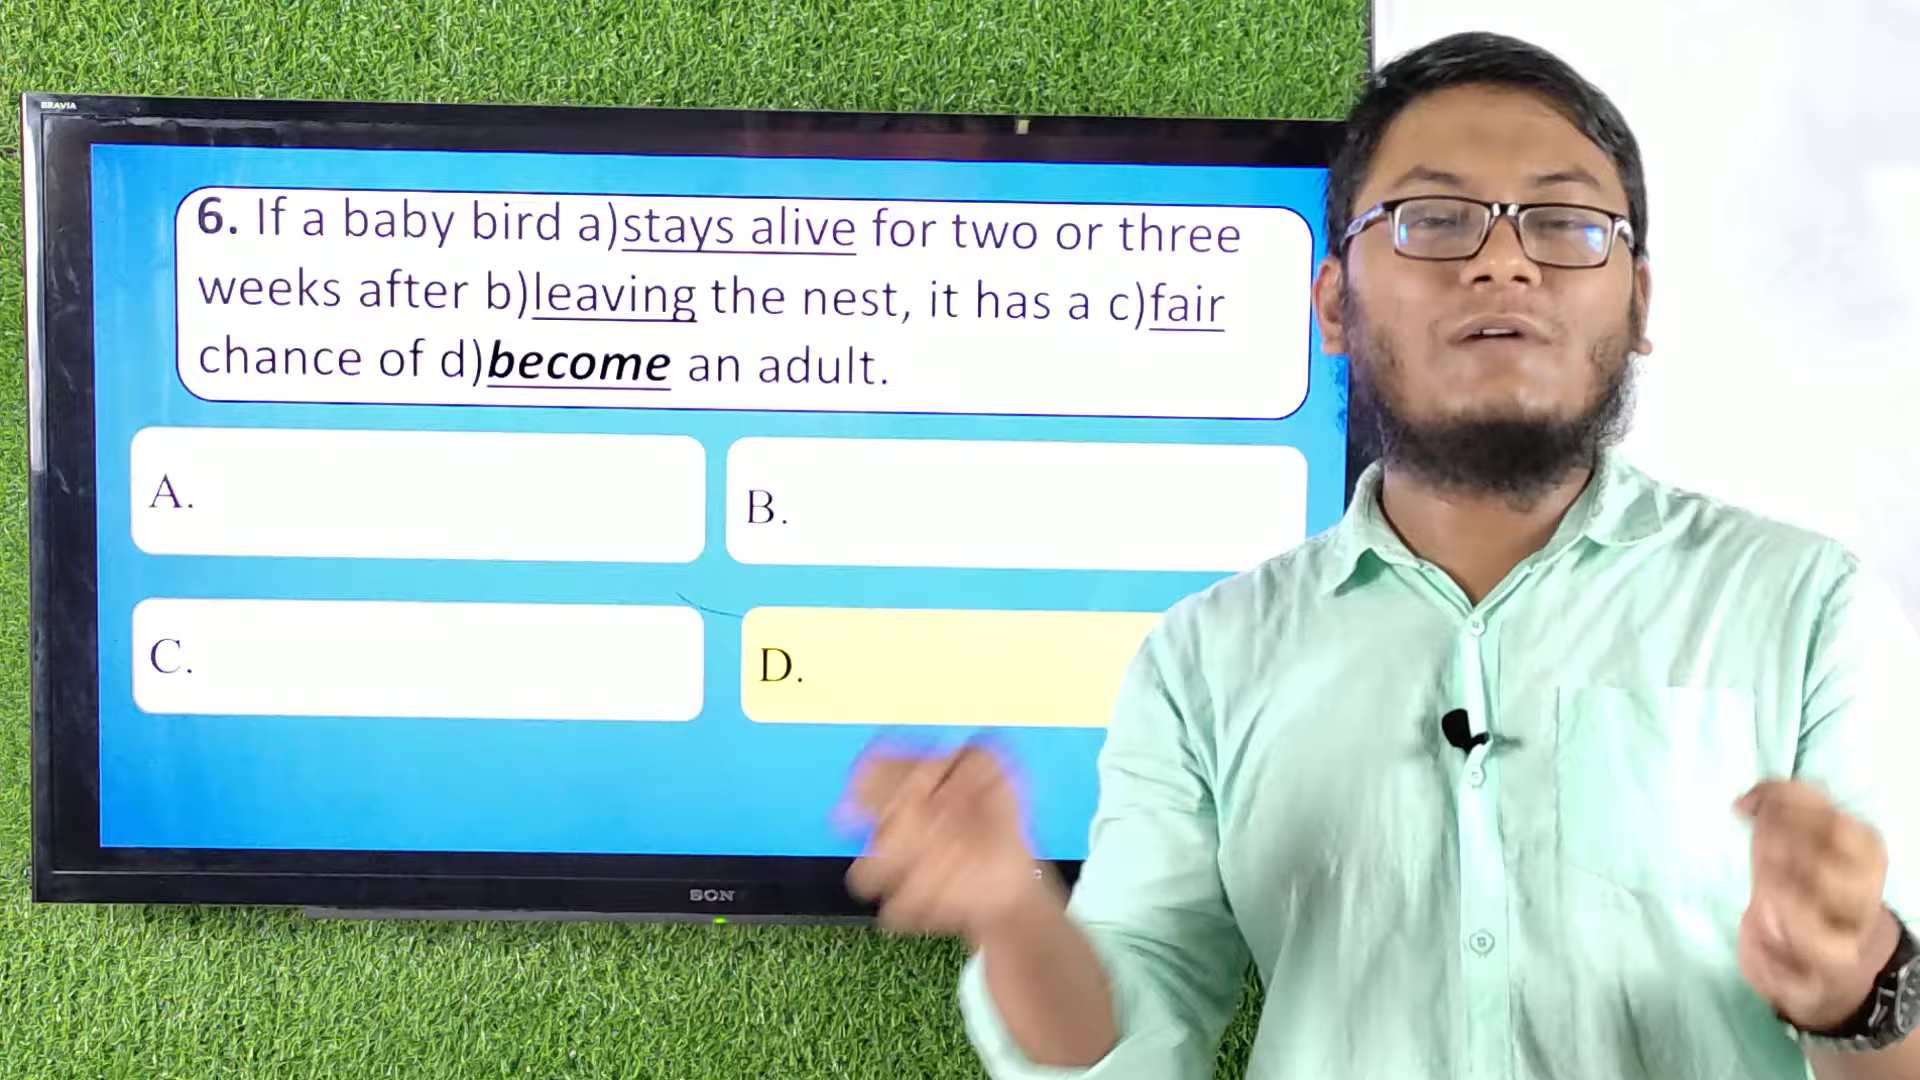 BRAVIA
6. If a baby bird a)stays alive for two or three
weeks after b)leaving the nest, it has a c)fair
chance of d)become an adult.
A.
B.
C.
D.
SON